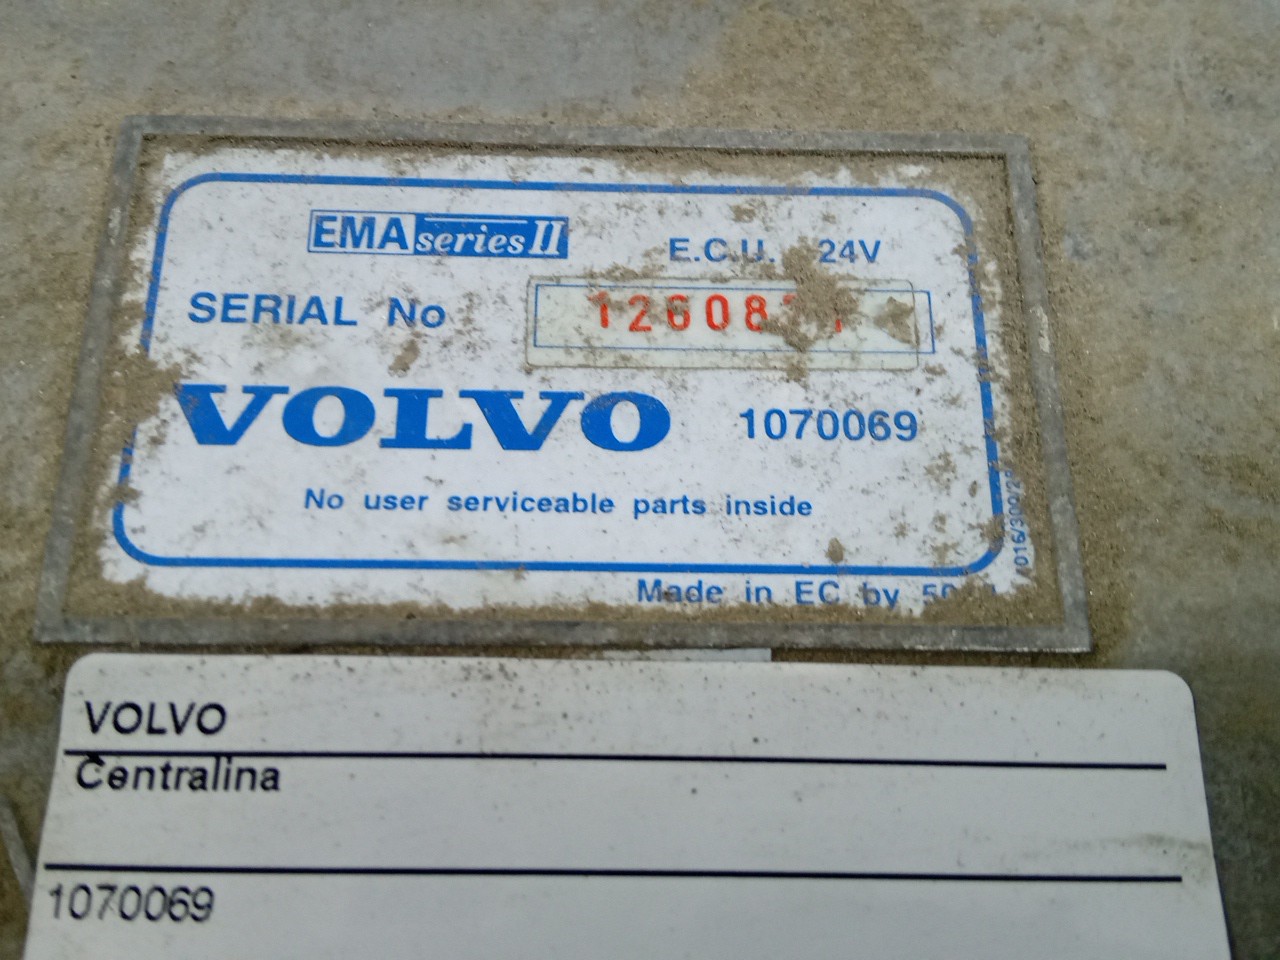 EMA series II
E.C.U. 24V
SERIAL No
VOLVO 1070069
No user serviceable parts inside
Made in EC by
VOLVO
Centralina
1070069